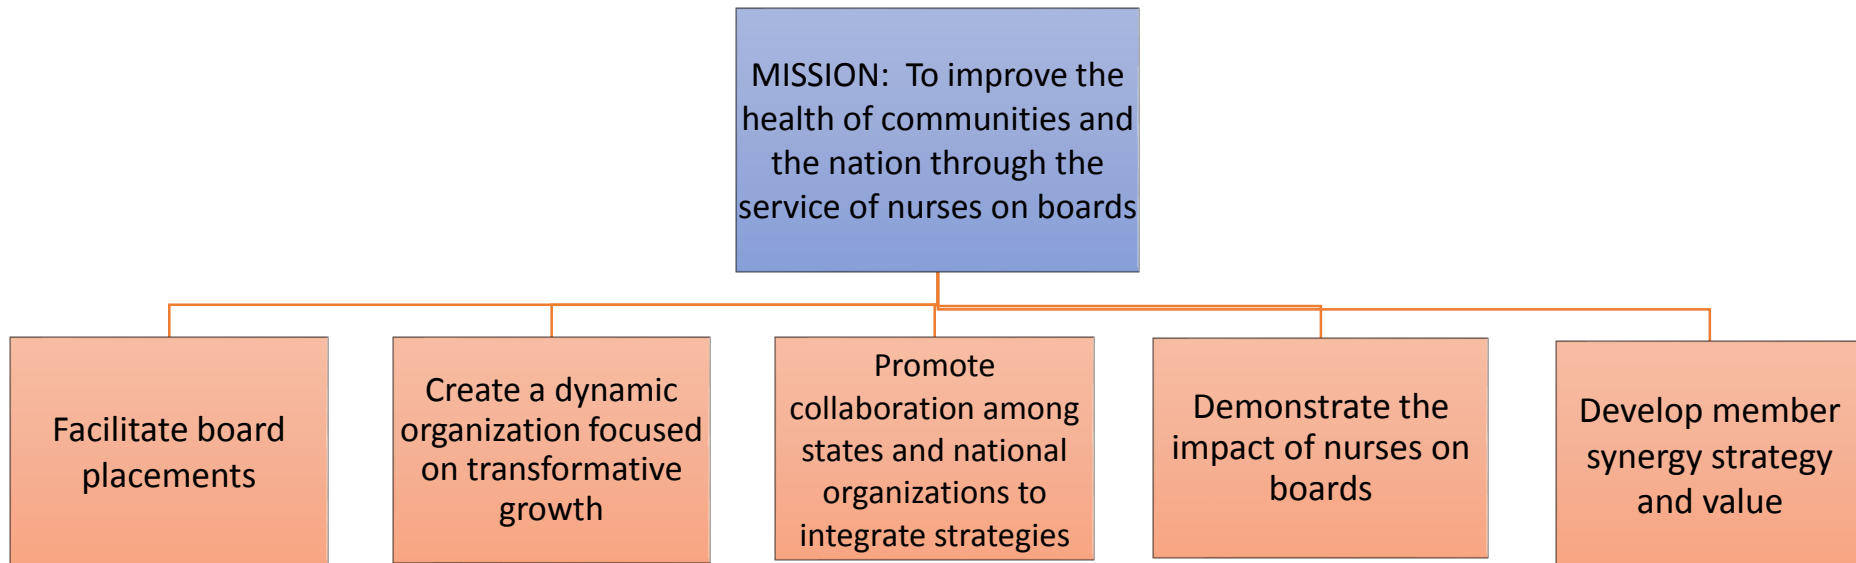 MISSION:  To improve the
health of communities and
the nation through the
service of nurses on boards
Facilitate board
placements
Create a dynamic
organization focused
on transformative
growth
Promote
collaboration among
states and national
organizations to
integrate strategies
Demonstrate the
impact of nurses on
boards
Develop member
synergy strategy
and value